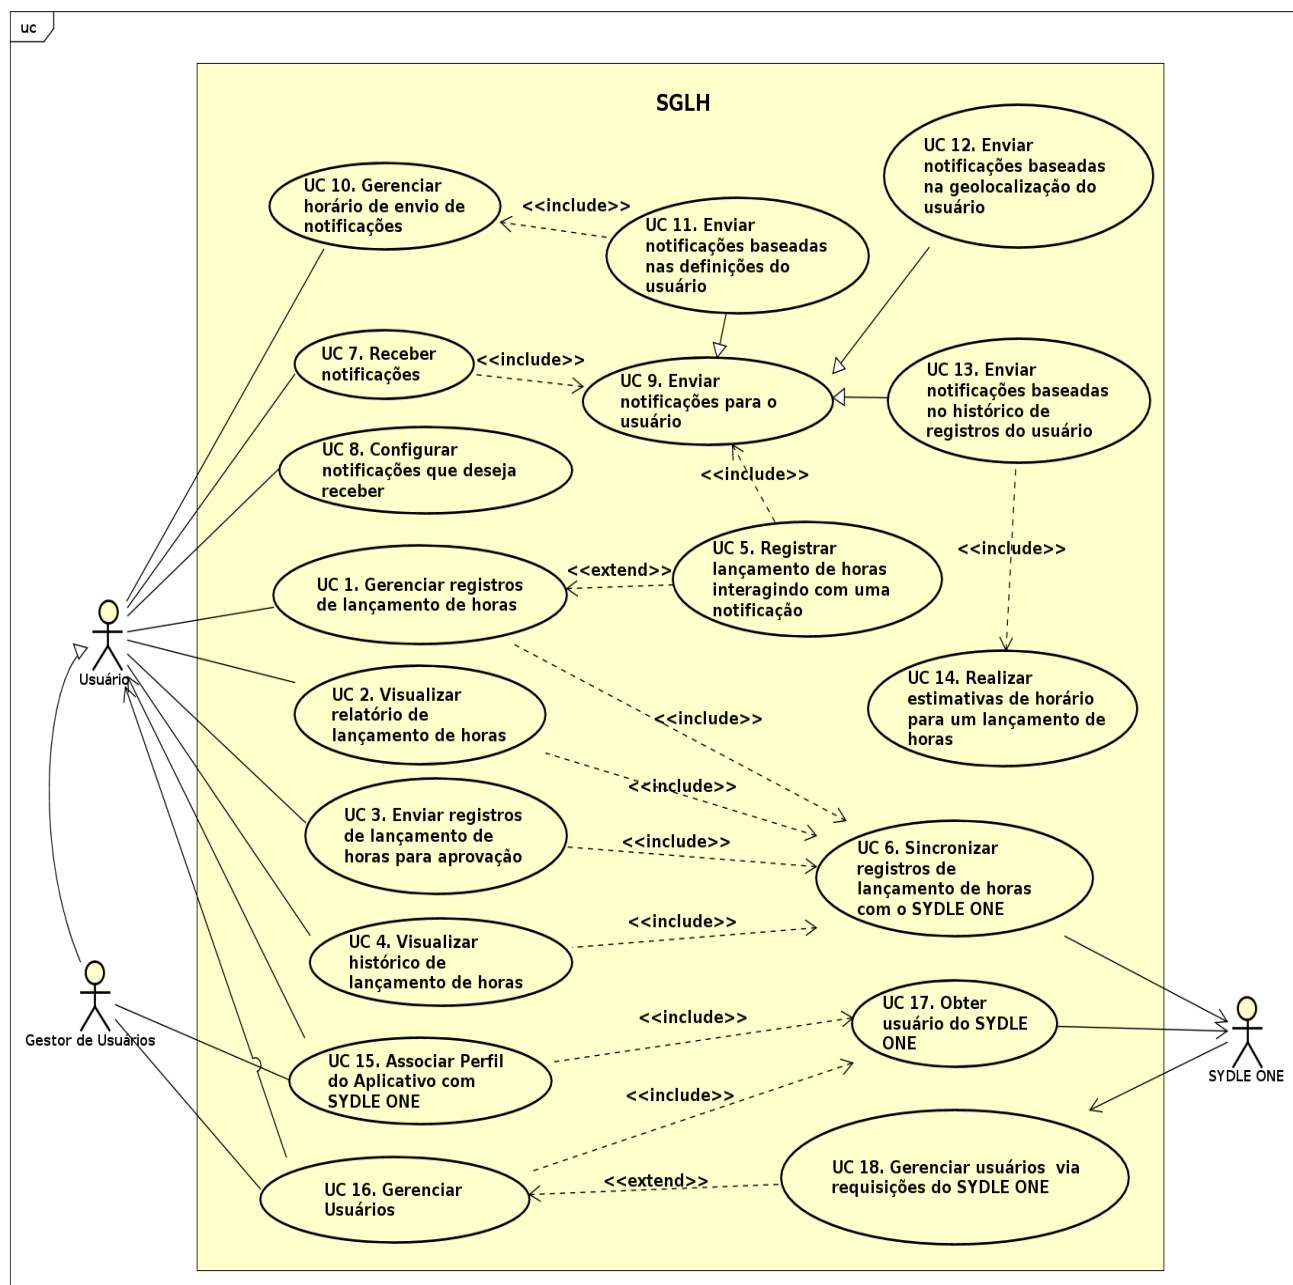 uc
SGLH
UC 12. Enviar
notificações baseadas
na geolocalização do
usuário
UC 10. Gerenciar
horário de envio de
notificações
<<include>>
UC 11. Enviar
notificações baseadas
nas definições do
usuário
UC 7. Receber
notificações
<<include>>
UC 9. Enviar
notificações para o
usuário
UC 13. Enviar
notificações baseadas
no histórico de
registros do usuário
UC 8. Configurar
notificações que deseja
receber
<<include>>
UC 1. Gerenciar registros
de lançamento de horas
<<extend>>
UC 5. Registrar
lançamento de horas
interagindo com uma
notificação
<<include>>
Usuário
UC 2. Visualizar
relatório de
lançamento de horas
<<include>>
UC 14. Realizar
estimativas de horário
para um lançamento de
horas
<<include>>
UC 3. Enviar registros
de lançamento de
horas para aprovação
<<include>>
UC 6. Sincronizar
registros de
lançamento de horas
com o SYDLE ONE
UC 4. Visualizar
histórico de
lançamento de horas
<<include>>
Gestor de Usuários
UC 15. Associar Perfil
do Aplicativo com
SYDLE ONE
<<include>>
UC 17. Obter
usuário do SYDLE
ONE
SYDLE ONE
<<include>>
UC 16. Gerenciar
Usuários
<<extend>>
UC 18. Gerenciar usuários  via
requisições do SYDLE ONE